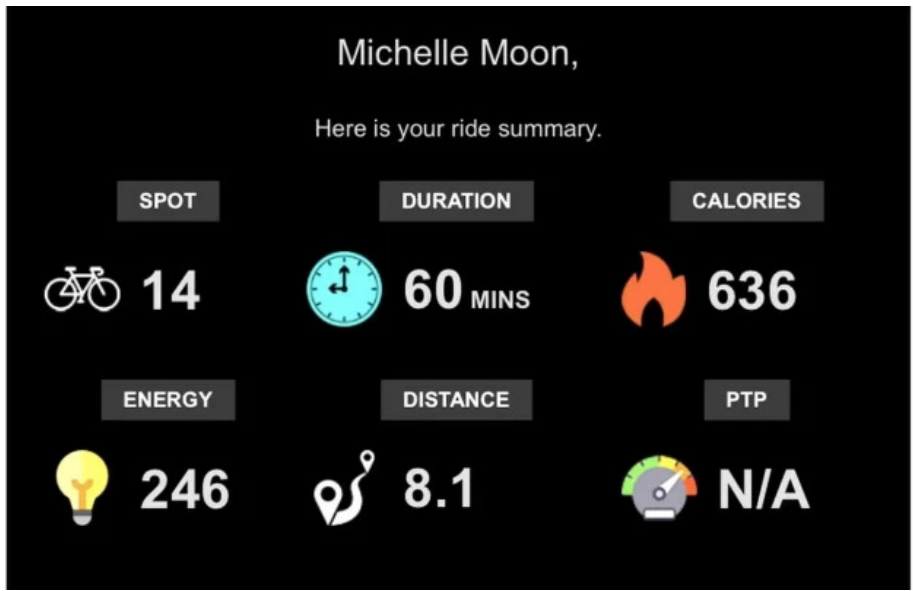 Michelle Moon,
Here is your ride summary.
SPOT DURATION CALORIES
14 60 MINS 636
ENERGY DISTANCE PTP
246 8.1 N/A